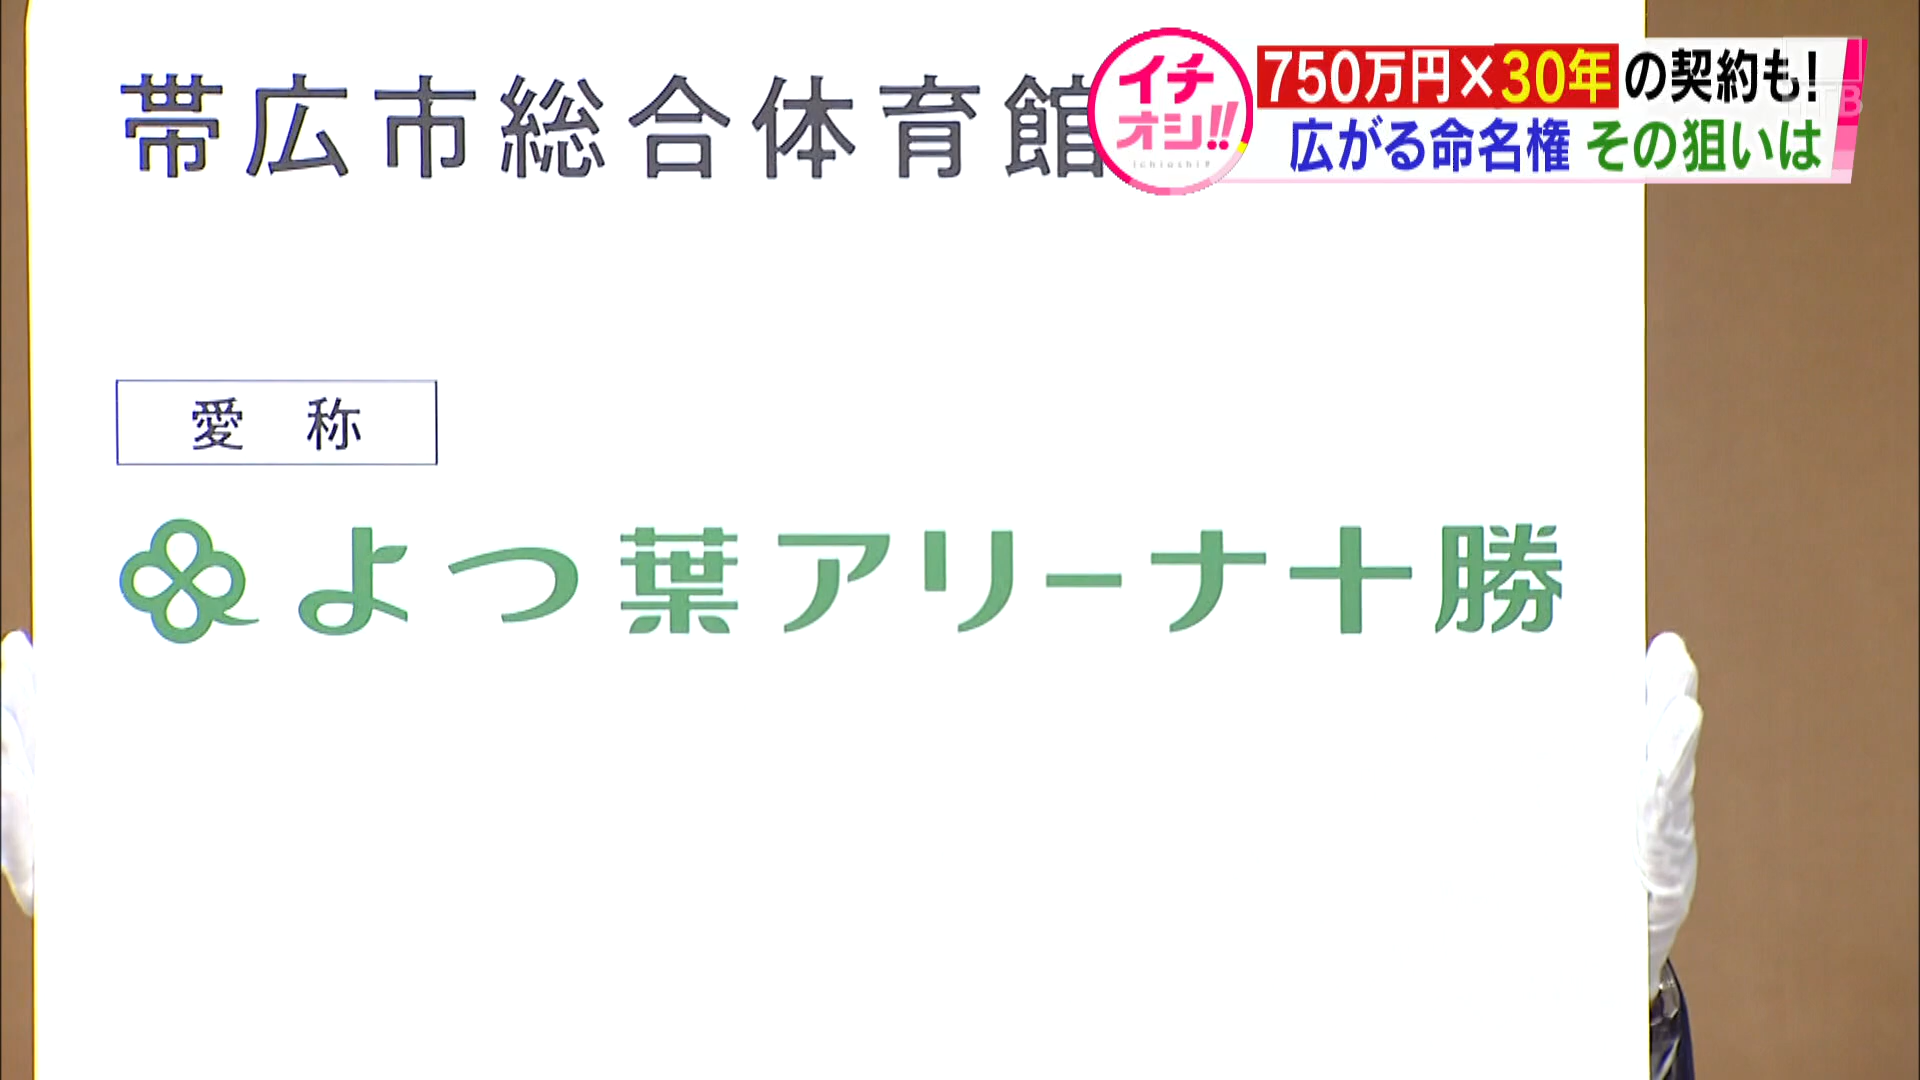 帯広市総合体育館
イチオシ!!
ichioshi!!
750万円×30年の契約も!
広がる命名権 その狙いは
愛称
よつ葉アリーナ十勝